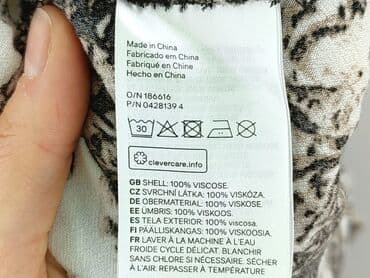 Made in China
Fabricado em China
Fabriqué en Chine
Hecho en China
O/N 186616
P/N 0428139 4
30
clevercare.info
GB SHELL: 100% VISCOSE.
CZ SVRCHNÍ LÁTKA: 100% VISKÓZA.
DE OBERMATERIAL: 100% VISKOSE.
EE ÜMBRIS: 100% VISKOOS.
ES TELA EXTERIOR: 100% viscosa.
FI PÄÄLLISKANGAS: 100% VISKOOSIA.
FR LAVER À LA MACHINE À L'EAU
FROIDE CYCLE DÉLICAT. BLANCHIR
SANS CHLORE SI NÉCESSAIRE. SÉCHER
À L'AIR. REPASSER À TEMPÉRATURE